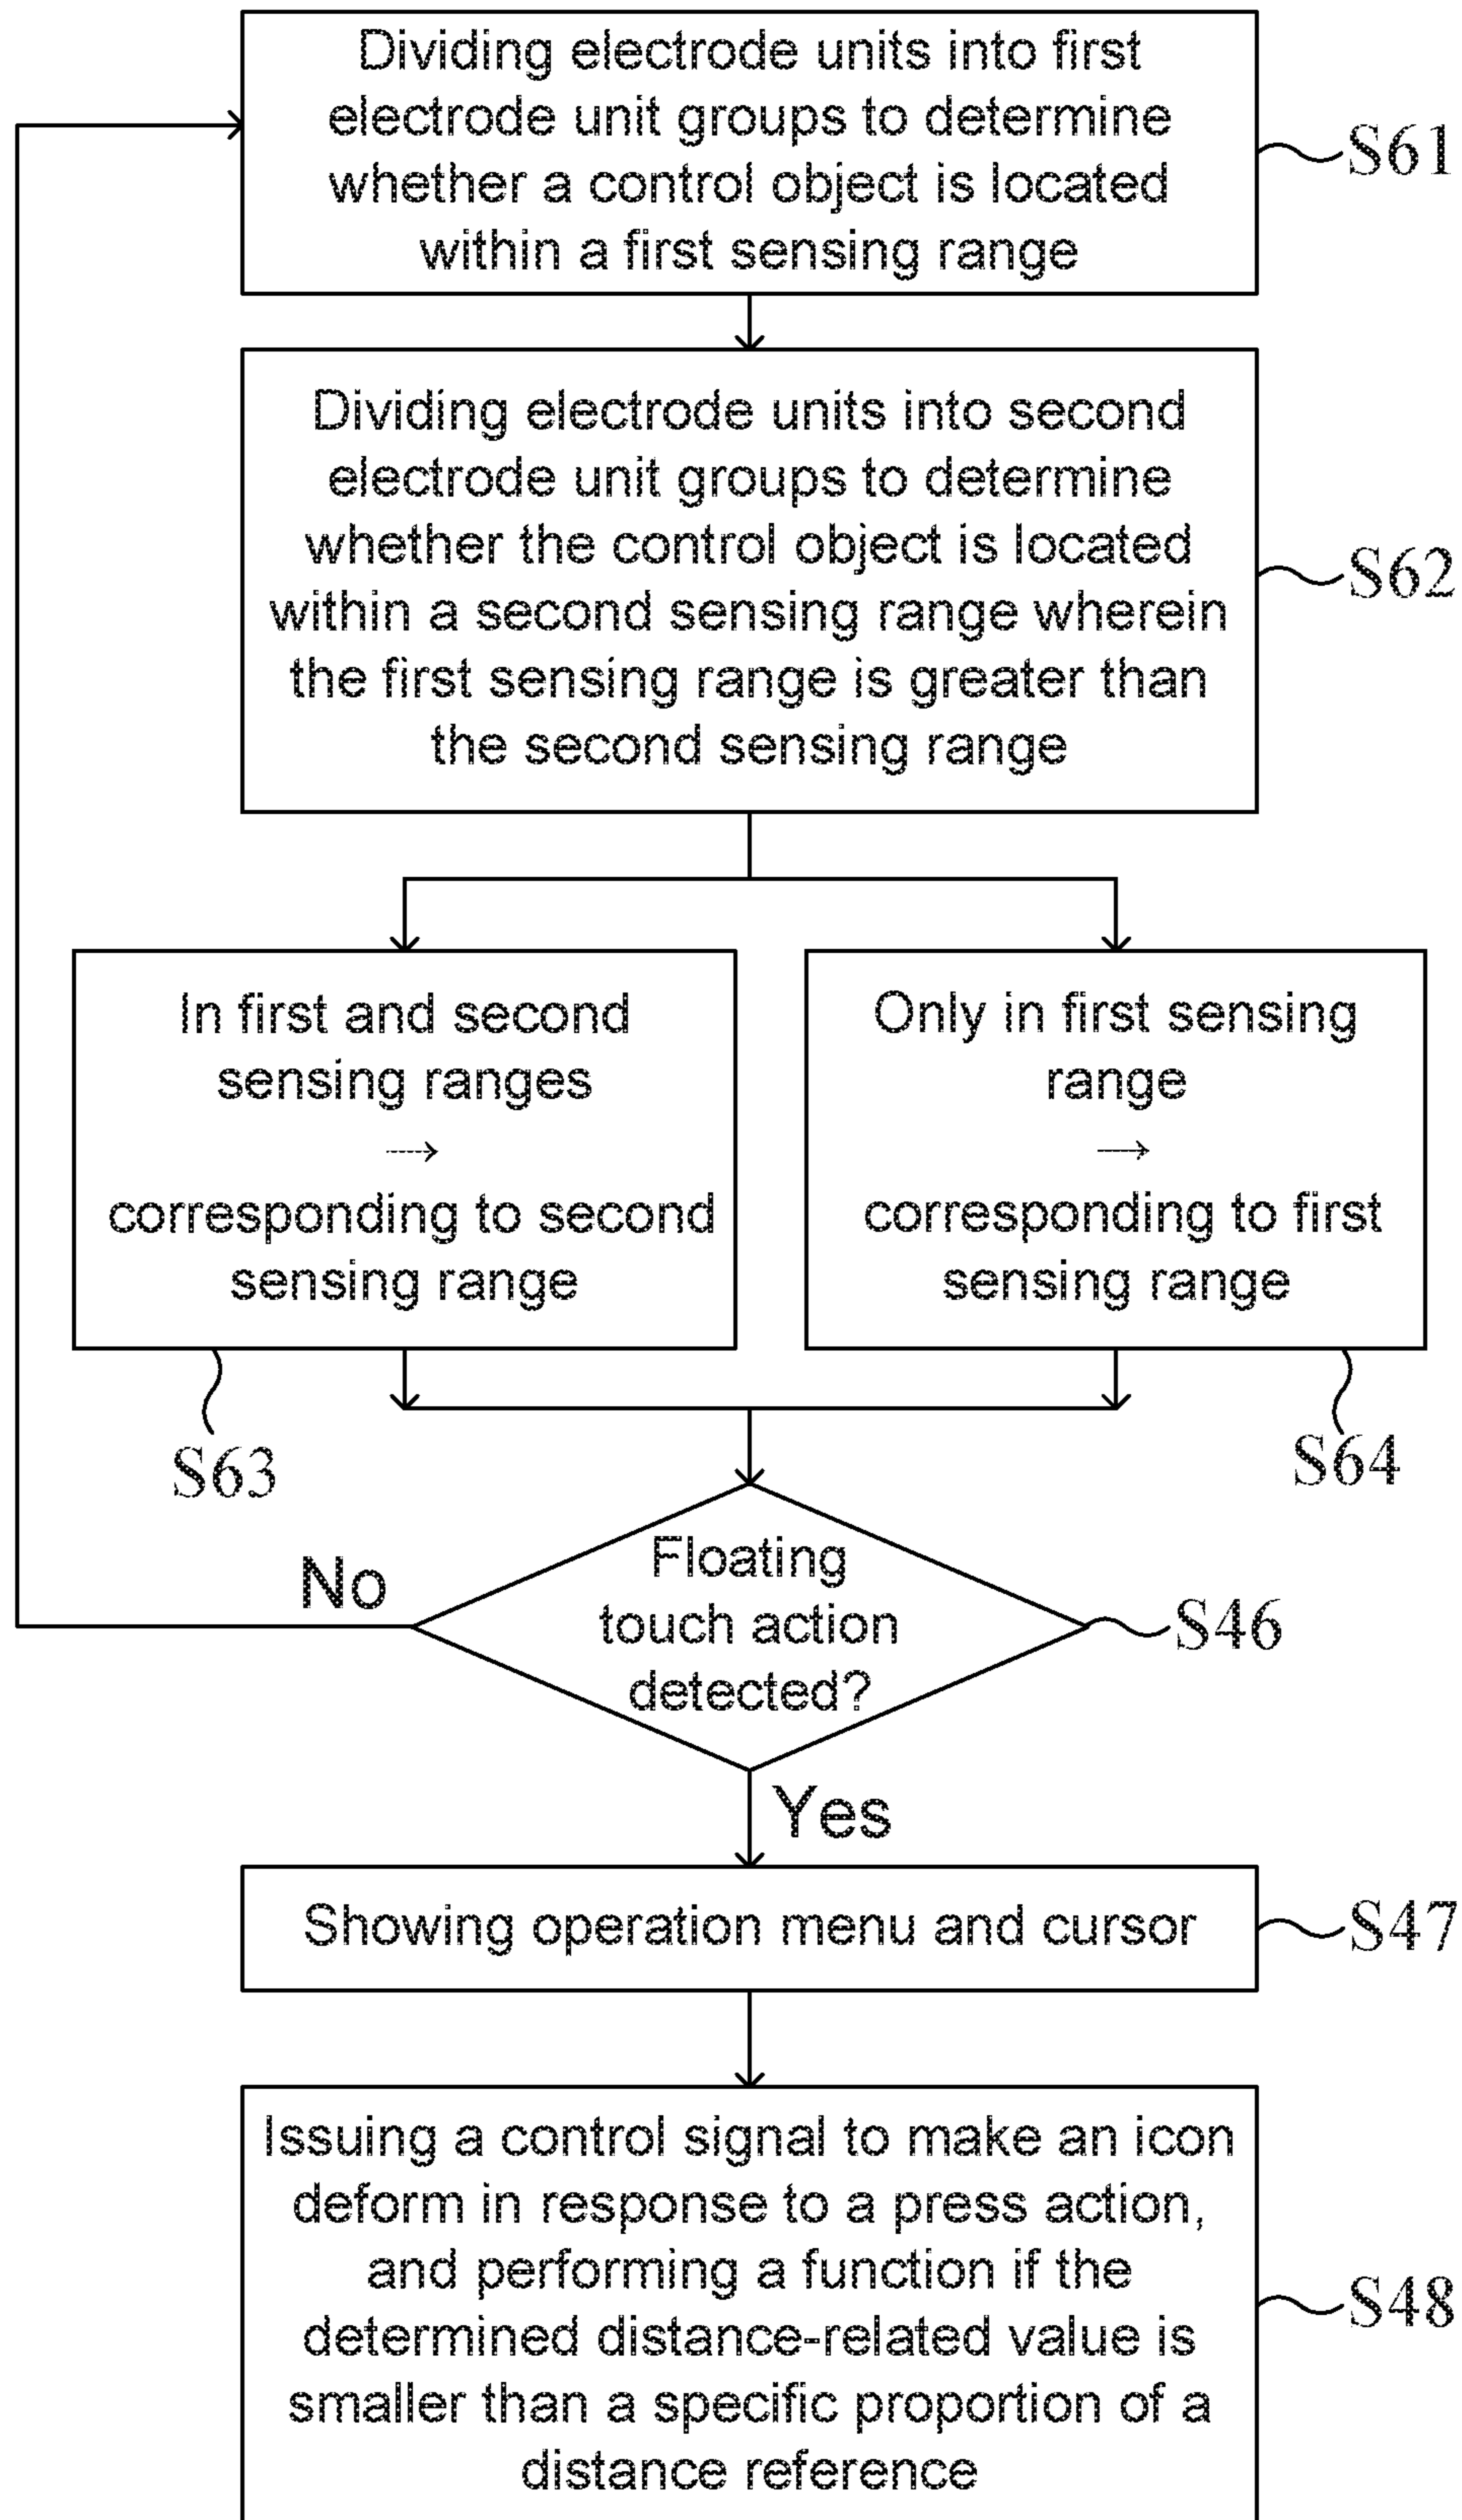 Dividing electrode units into first
electrode unit groups to determine
whether a control object is located
within a first sensing range
S61
Dividing electrode units into second
electrode unit groups to determine
whether the control object is located
within a second sensing range wherein
the first sensing range is greater than
the second sensing range
S62
In first and second
sensing ranges
→
corresponding to second
sensing range
S63
Only in first sensing
range
→
corresponding to first
sensing range
S64
Floating
touch action
detected?
S46
No
Yes
Showing operation menu and cursor
S47
Issuing a control signal to make an icon
deform in response to a press action,
and performing a function if the
determined distance-related value is
smaller than a specific proportion of a
distance reference
S48